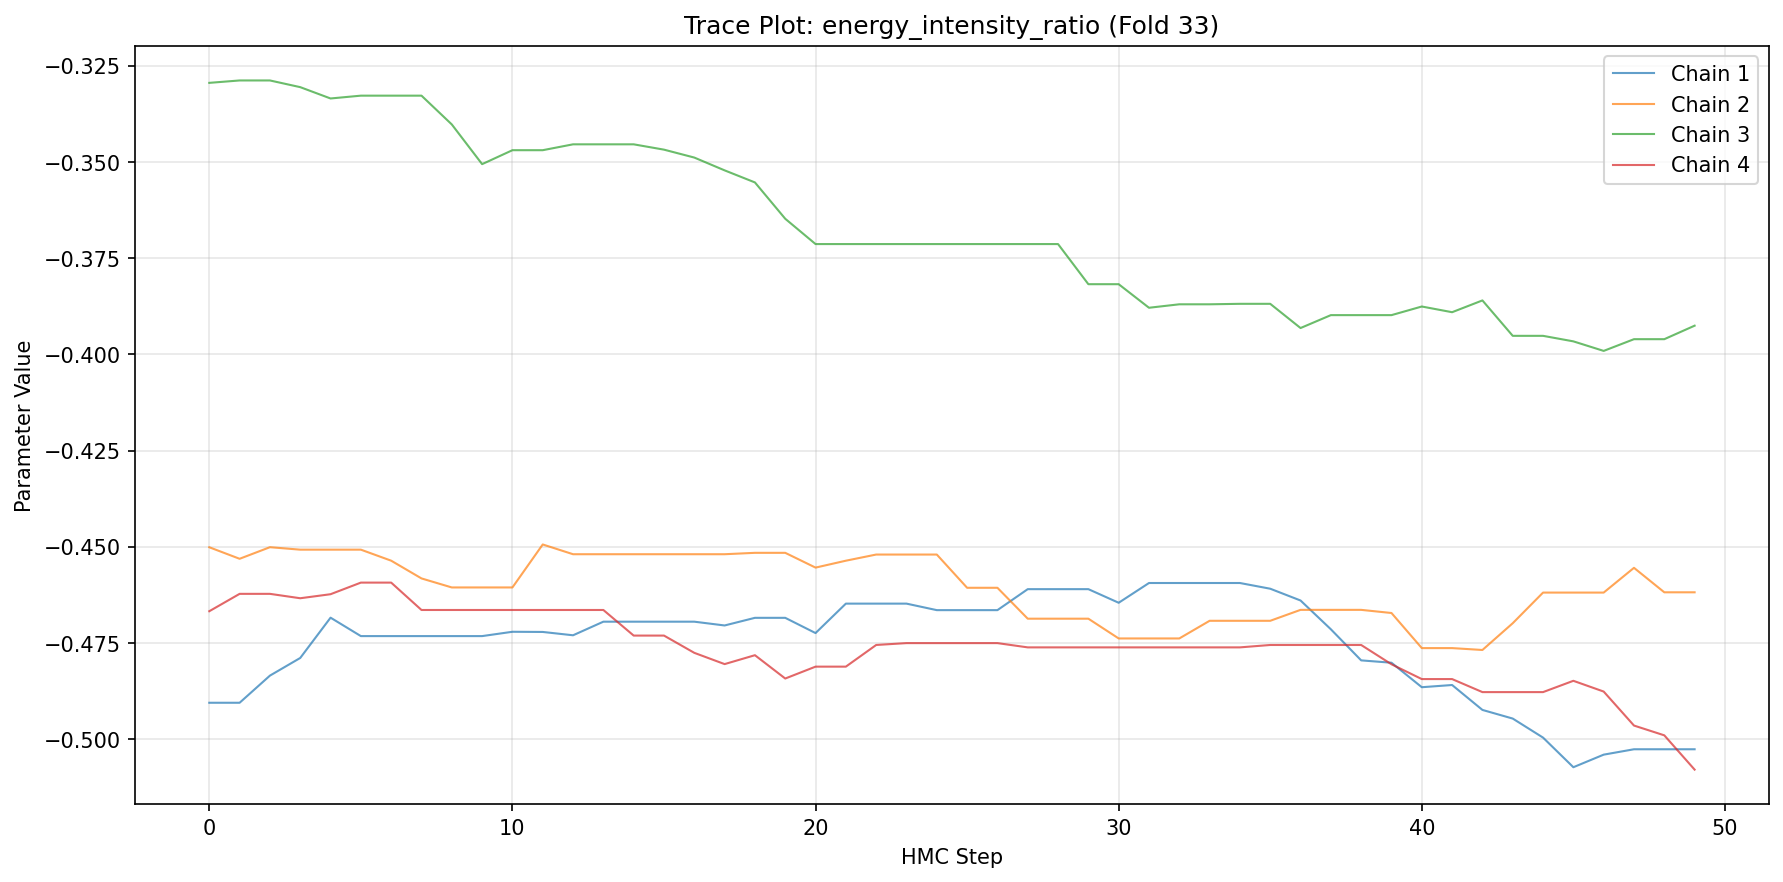 Trace Plot: energy_intensity_ratio (Fold 33)
Chain 1
Chain 2
Chain 3
Chain 4
Parameter Value
−0.325
−0.350
−0.375
−0.400
−0.425
−0.450
−0.475
−0.500
0 10 20 30 40 50
HMC Step